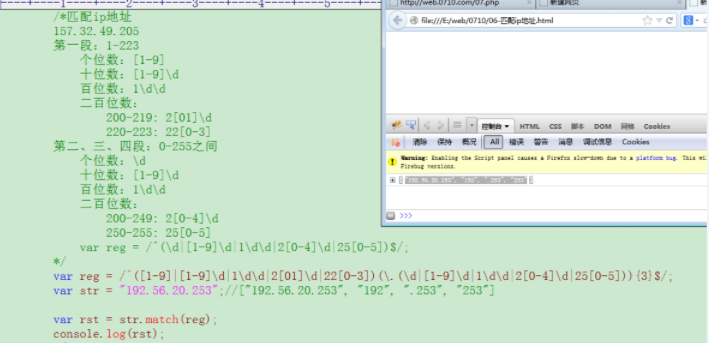 ----+----1----+----2----+----3----+----4----+----5----+-
/*匹配ip地址
157.32.49.205
第一段：1-223
个位数：[1-9]
十位数：[1-9]\d
百位数：1\d\d
二百位数：
200-219: 2[01]\d
220-223: 22[0-3]
第二、三、四段：0-255之间
个位数：\d
十位数：[1-9]\d
百位数：1\d\d
二百位数：
200-249: 2[0-4]\d
250-255: 25[0-5]
var reg = /^(\d|[1-9]\d|1\d\d|2[0-4]\d|25[0-5])$/;
*/
var reg = /^([1-9]|[1-9]\d|1\d\d|2[01]\d|22[0-3])(\.(\d|[1-9]\d|1\d\d|2[0-4]\d|25[0-5])){3}$/;
var str = "192.56.20.253";//["192.56.20.253", "192", ".253", "253"]
var rst = str.match(reg);
console.log(rst);
http://web.0710.com/07.php
新建网页
file:///E:/web/0710/06-匹配ip地址.html
控制台 HTML CSS 脚本 DOM 网络 Cookies
清除 保持 概况 All 错误 警告 消息 调试信息 Cookies
Warning: Enabling the Script panel causes a Firefox slow-down due to a platform bug. This wi
Firebug versions.
["192.56.20.253", "192", ".253", "253"]
>>>